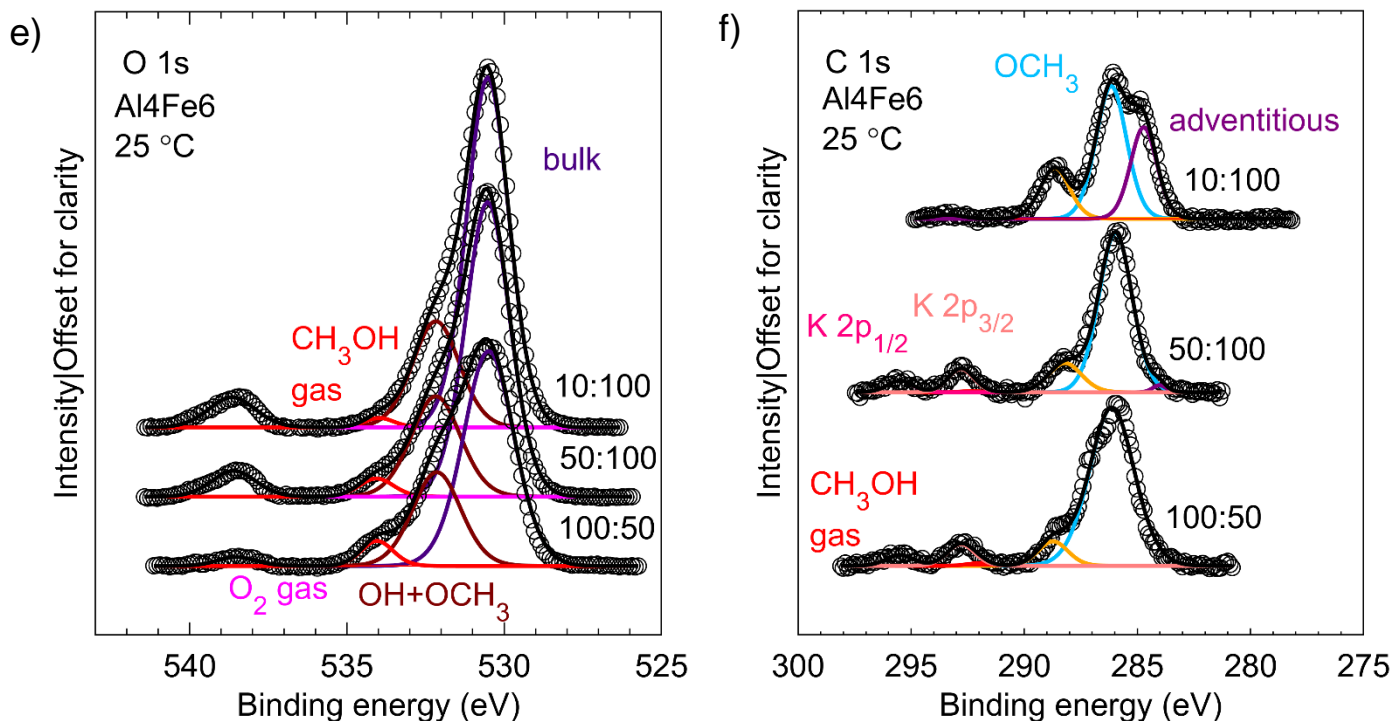 e)
O 1s
Al4Fe6
25 °C
bulk
CH₃OH
gas
10:100
50:100
100:50
O₂ gas
OH+OCH₃
Intensity|Offset for clarity
540
535
530
525
Binding energy (eV)
f)
C 1s
Al4Fe6
25 °C
OCH₃
adventitious
10:100
K 2p₁/₂
K 2p₃/₂
50:100
CH₃OH
gas
100:50
Intensity|Offset for clarity
300
295
290
285
280
275
Binding energy (eV)